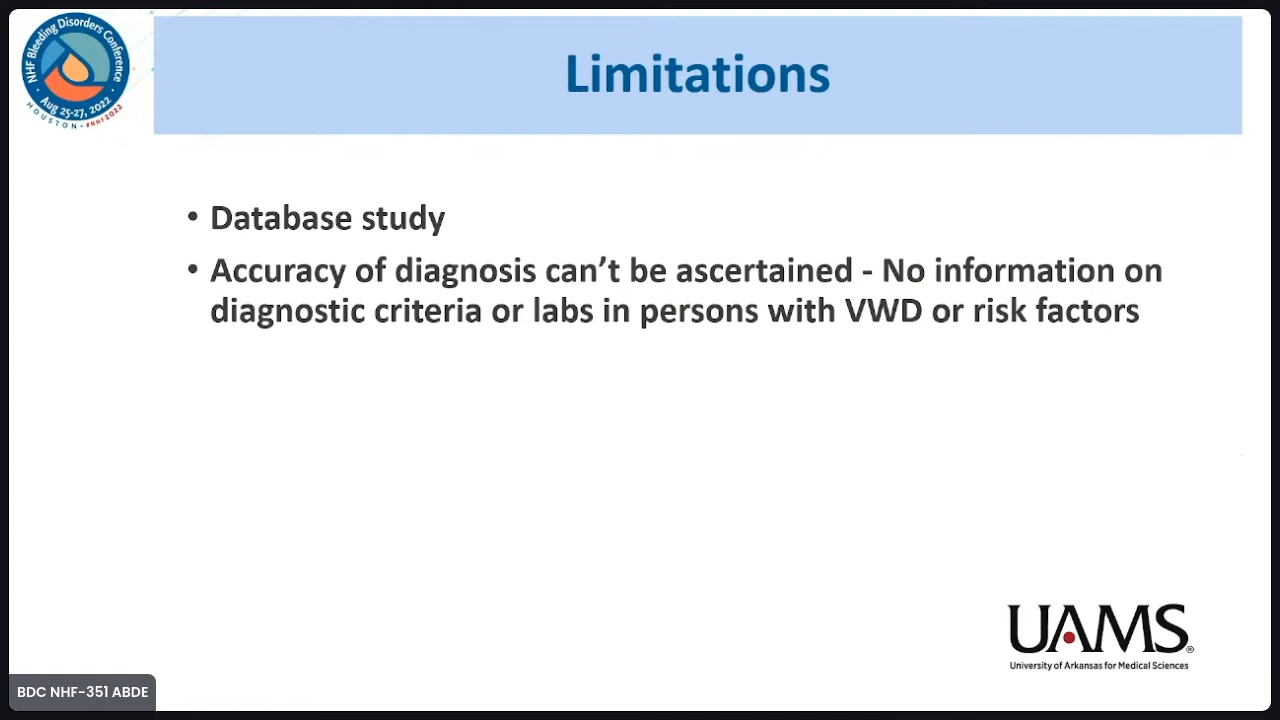 NHF Bleeding Disorders Conference
Aug 25-27, 2022
HOUSTON • #NHF2022
Limitations
• Database study
• Accuracy of diagnosis can’t be ascertained - No information on
diagnostic criteria or labs in persons with VWD or risk factors
UAMS®
University of Arkansas for Medical Sciences
BDC NHF-351 ABDE